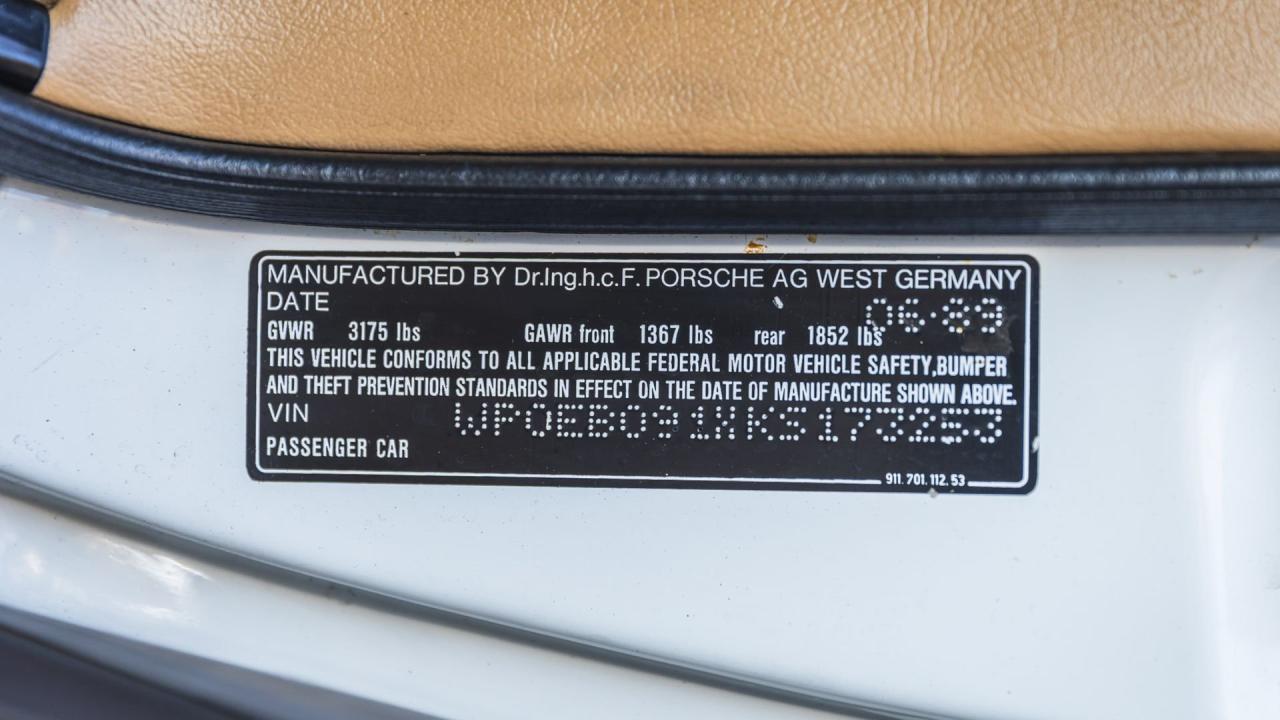 MANUFACTURED BY Dr.Ing.h.c.F. PORSCHE AG WEST GERMANY
DATE 06·89
GVWR 3175 lbs GAWR front 1367 lbs rear 1852 lbs
THIS VEHICLE CONFORMS TO ALL APPLICABLE FEDERAL MOTOR VEHICLE SAFETY,BUMPER
AND THEFT PREVENTION STANDARDS IN EFFECT ON THE DATE OF MANUFACTURE SHOWN ABOVE.
VIN WP0EB091XKS173253
PASSENGER CAR
911. 701. 112. 53